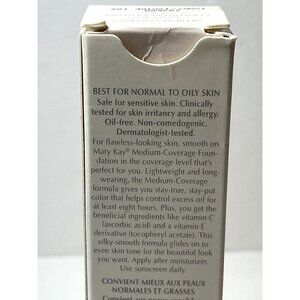 BEST FOR NORMAL TO OILY SKIN
Safe for sensitive skin. Clinically
tested for skin irritancy and allergy.
Oil-free. Non-comedogenic.
Dermatologist-tested.
For flawless-looking skin, smooth on
Mary Kay® Medium-Coverage Foun-
dation in the coverage level that's
perfect for you. Lightweight and long-
wearing, the Medium-Coverage
formula gives you stay-true, stay-put
color that helps control excess oil for
at least eight hours. Plus, you get the
beneficial ingredients like vitamin C
(ascorbic acid) and a vitamin E
derivative (tocopheryl acetate). This
silky-smooth formula glides on to
even skin tone for the beautiful look
you want. Apply after moisturizer.
Use sunscreen daily.
CONVIENT MIEUX AUX PEAUX
NORMALES ET GRASSES